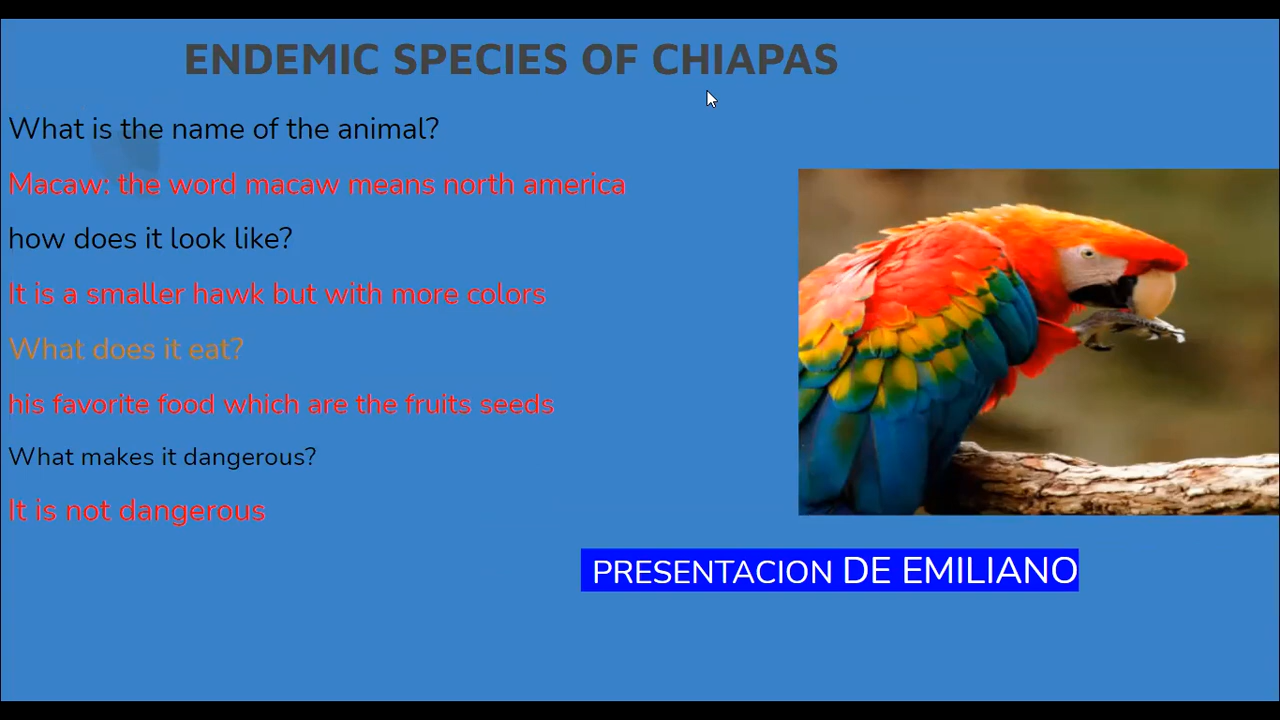 ENDEMIC SPECIES OF CHIAPAS
What is the name of the animal?
Macaw: the word macaw means north america
how does it look like?
It is a smaller hawk but with more colors
What does it eat?
his favorite food which are the fruits seeds
What makes it dangerous?
It is not dangerous
PRESENTACION DE EMILIANO